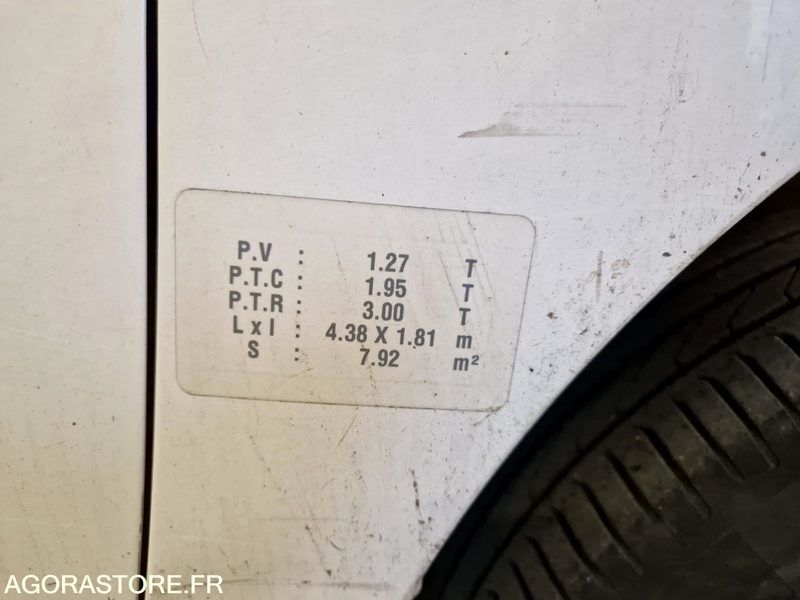 P.V : 1.27 T
P.T.C : 1.95 T
P.T.R : 3.00 T
L x l : 4.38 X 1.81 m
S : 7.92 m²
AGORASTORE.FR